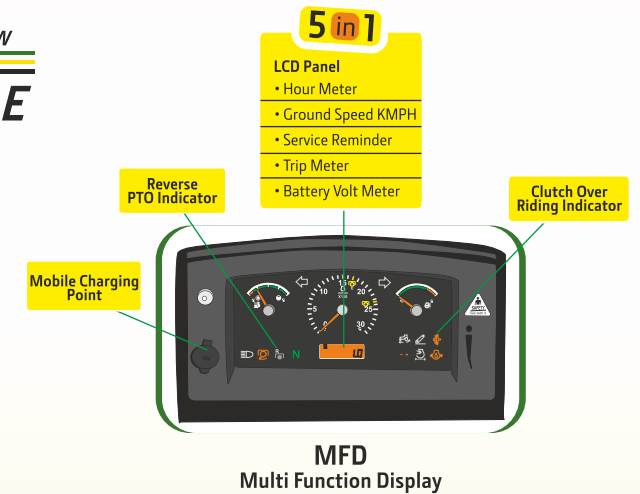 W
E
5 in 1
LCD Panel
• Hour Meter
• Ground Speed KMPH
• Service Reminder
• Trip Meter
• Battery Volt Meter
Reverse
PTO Indicator
Clutch Over
Riding Indicator
Mobile Charging
Point
0
5
10
15
20
25
30
N
1.0
MFD
Multi Function Display